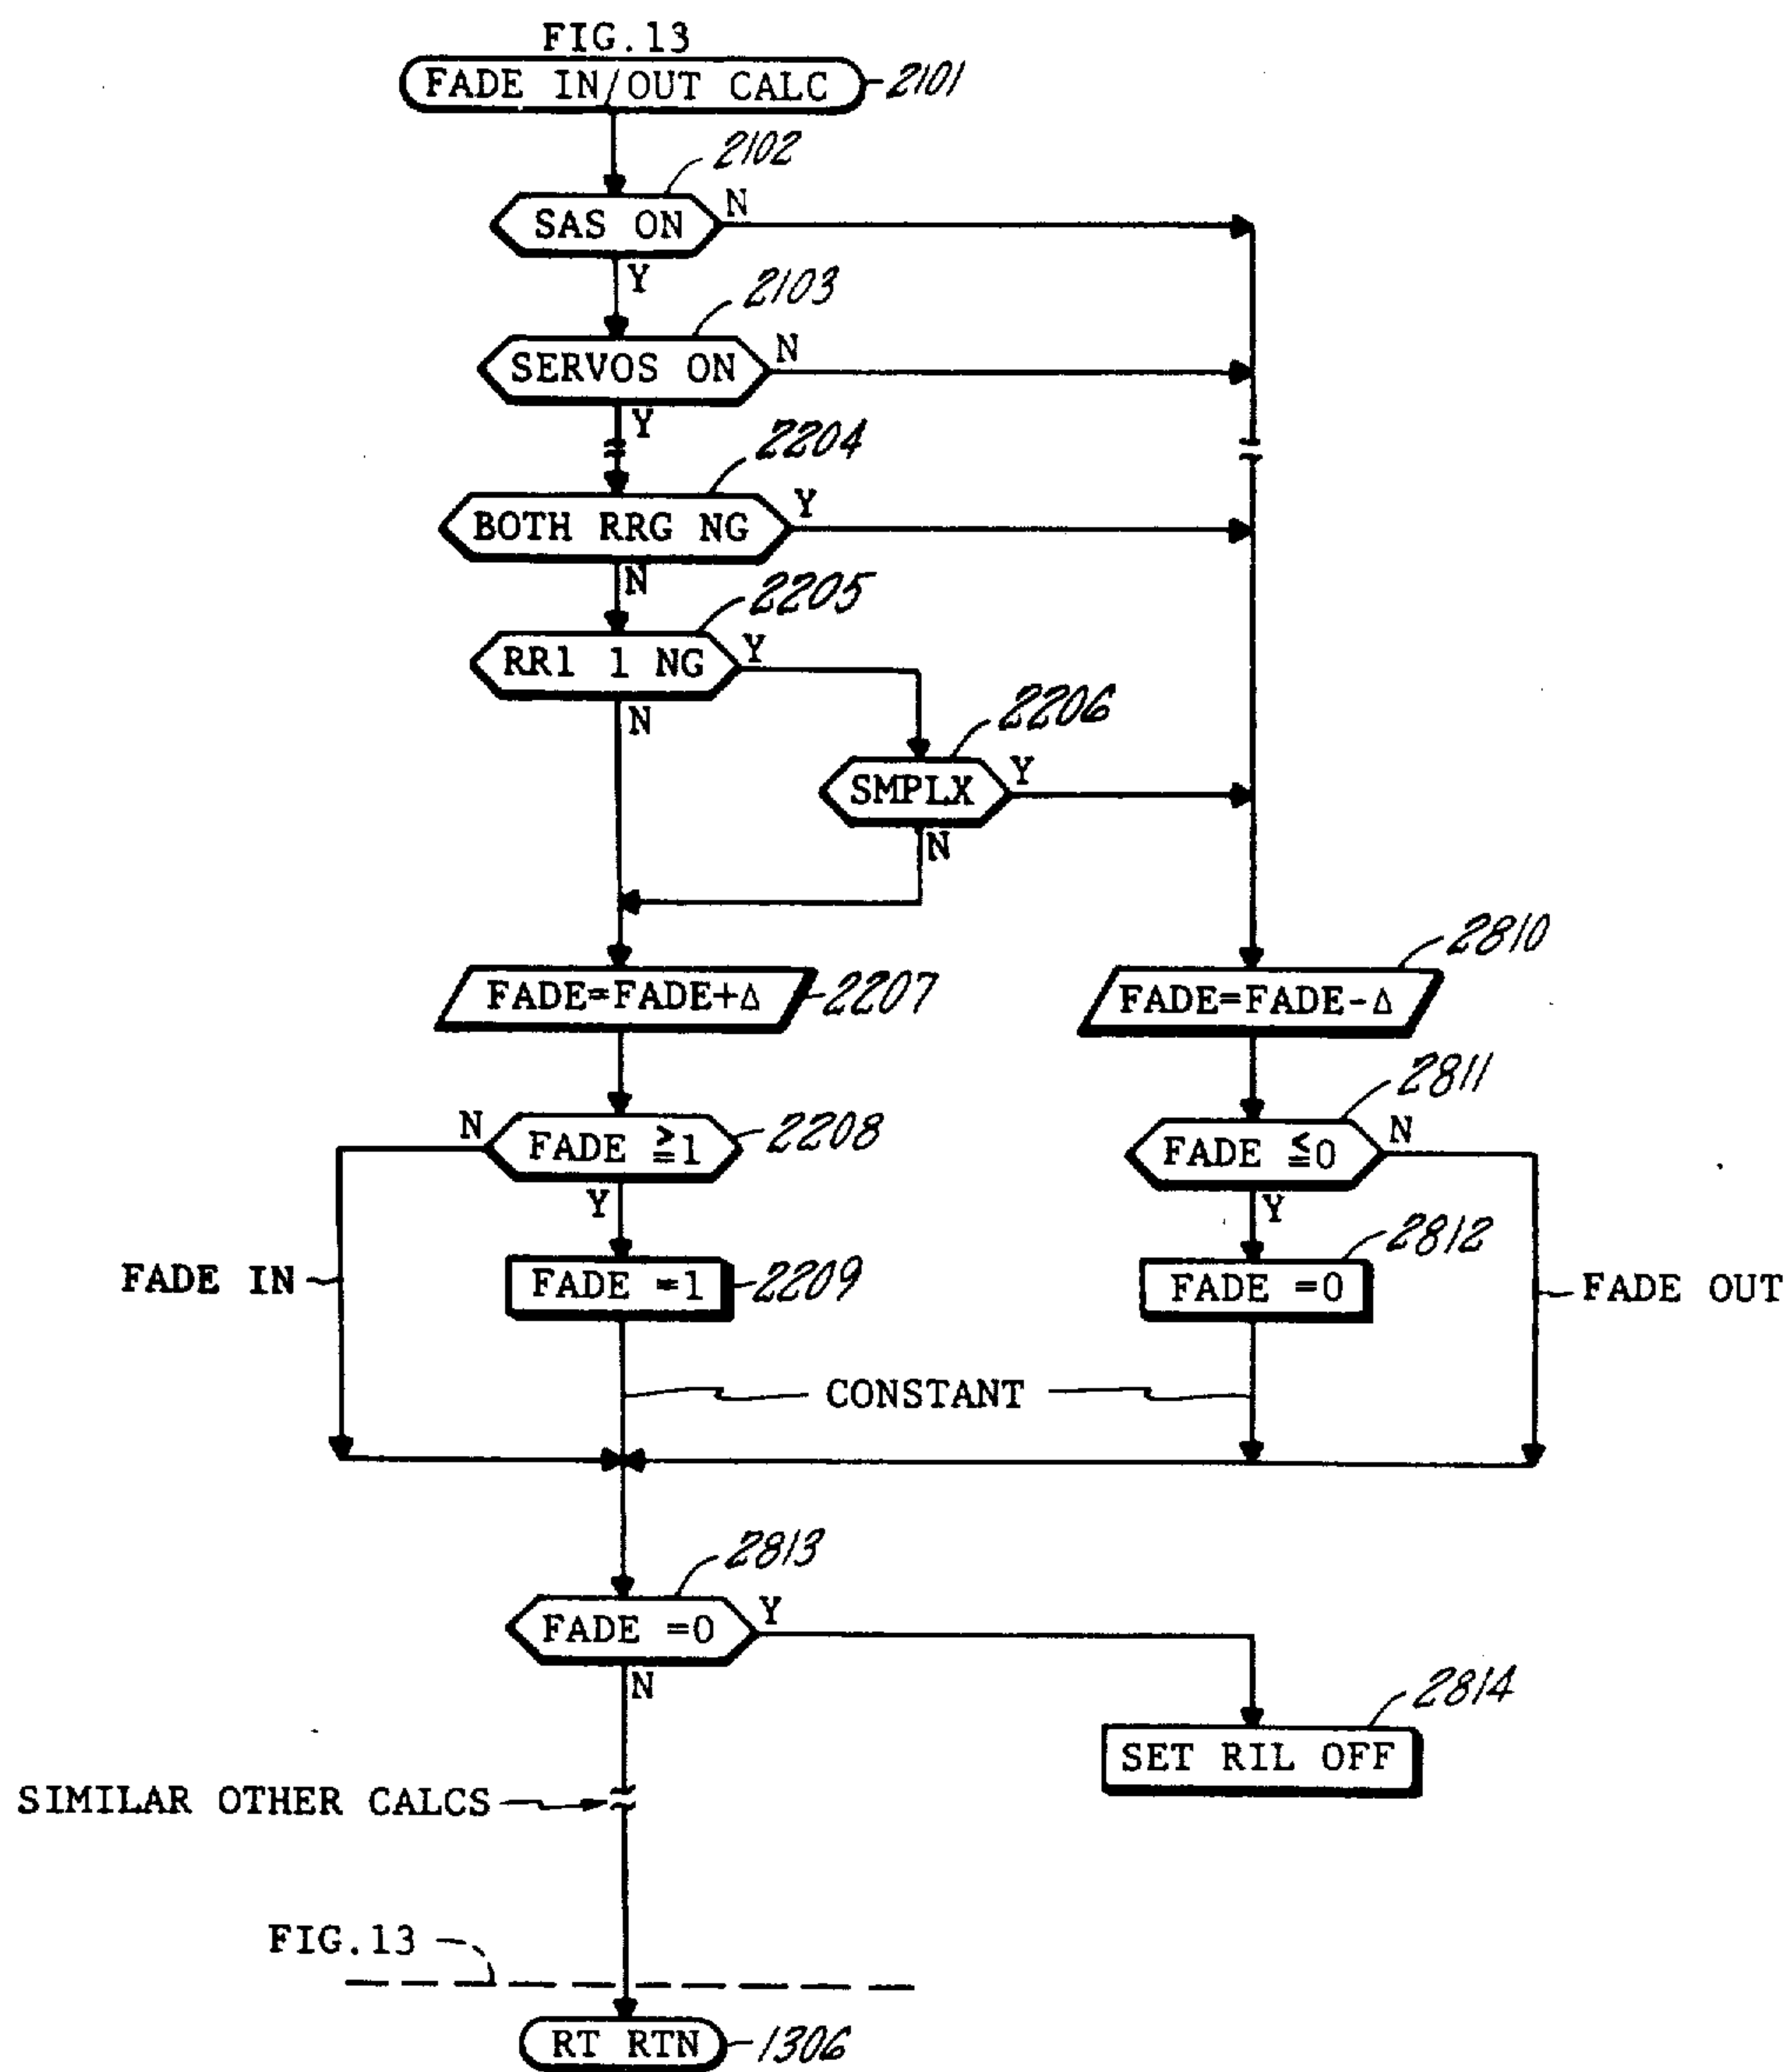 FIG.13
FADE IN/OUT CALC 2101
2102
SAS ON N
Y
2103
SERVOS ON N
Y
2204
BOTH RRG NG Y
N
2205
RR1 1 NG Y
N
2206
SMPLX Y
N
2810
FADE=FADE+Δ 2207
FADE=FADE-Δ
2811
N FADE ≧1 2208
FADE ≦0 N
Y
Y
2812
FADE IN
FADE =1 2209
FADE =0
FADE OUT
CONSTANT
2813
FADE =0 Y
N
2814
SET RIL OFF
SIMILAR OTHER CALCS
FIG.13
RT RTN 1306